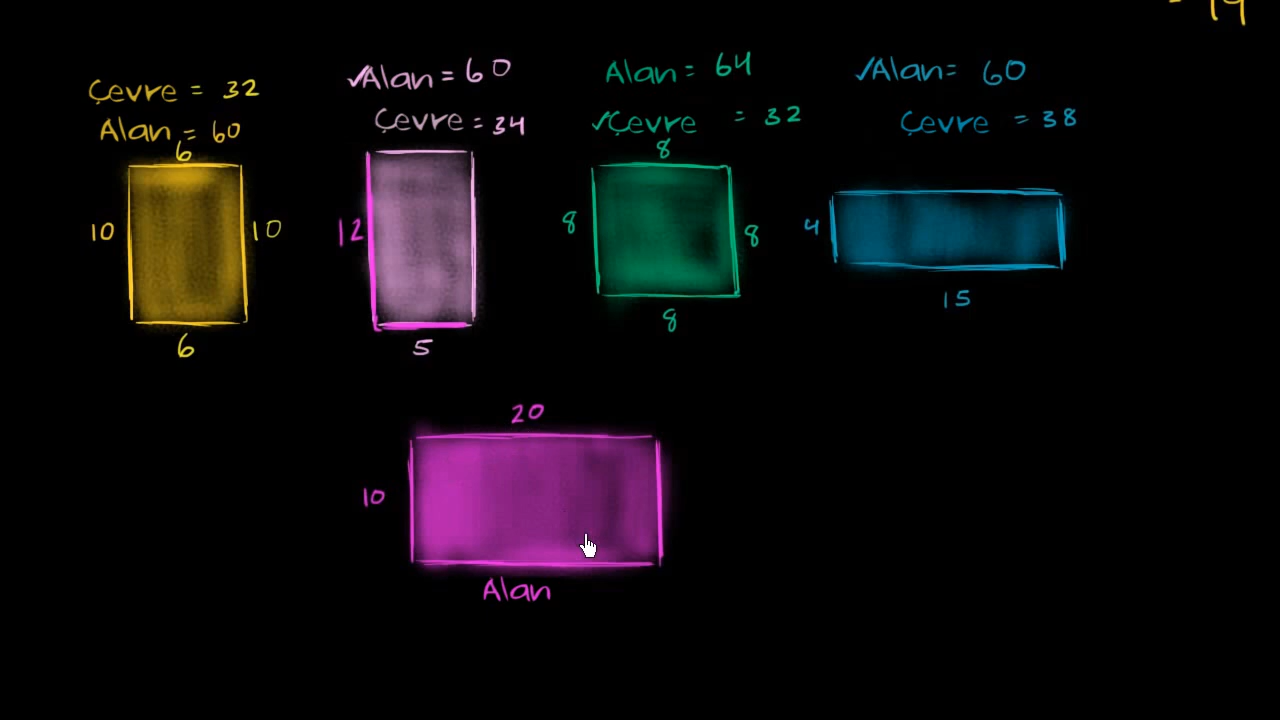 Çevre = 32
Alan = 60
6
10
10
6
✓Alan = 60
Çevre = 34
12
5
Alan = 64
✓Çevre = 32
8
8
8
8
✓Alan = 60
Çevre = 38
4
15
20
10
Alan